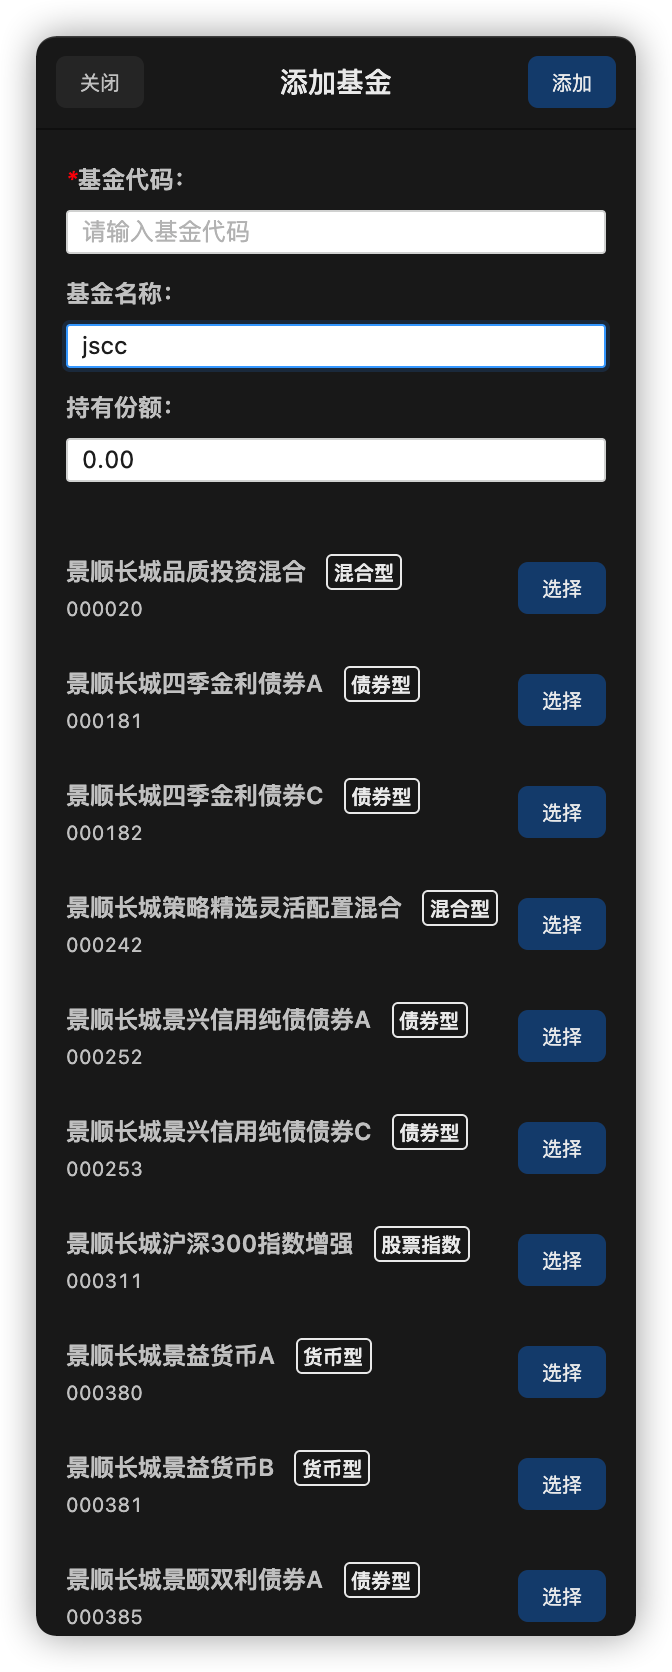 关闭 添加基金 添加
*基金代码：
请输入基金代码
基金名称：
jscc
持有份额：
0.00
景顺长城品质投资混合 混合型 选择
000020
景顺长城四季金利债券A 债券型 选择
000181
景顺长城四季金利债券C 债券型 选择
000182
景顺长城策略精选灵活配置混合 混合型 选择
000242
景顺长城景兴信用纯债债券A 债券型 选择
000252
景顺长城景兴信用纯债债券C 债券型 选择
000253
景顺长城沪深300指数增强 股票指数 选择
000311
景顺长城景益货币A 货币型 选择
000380
景顺长城景益货币B 货币型 选择
000381
景顺长城景颐双利债券A 债券型 选择
000385